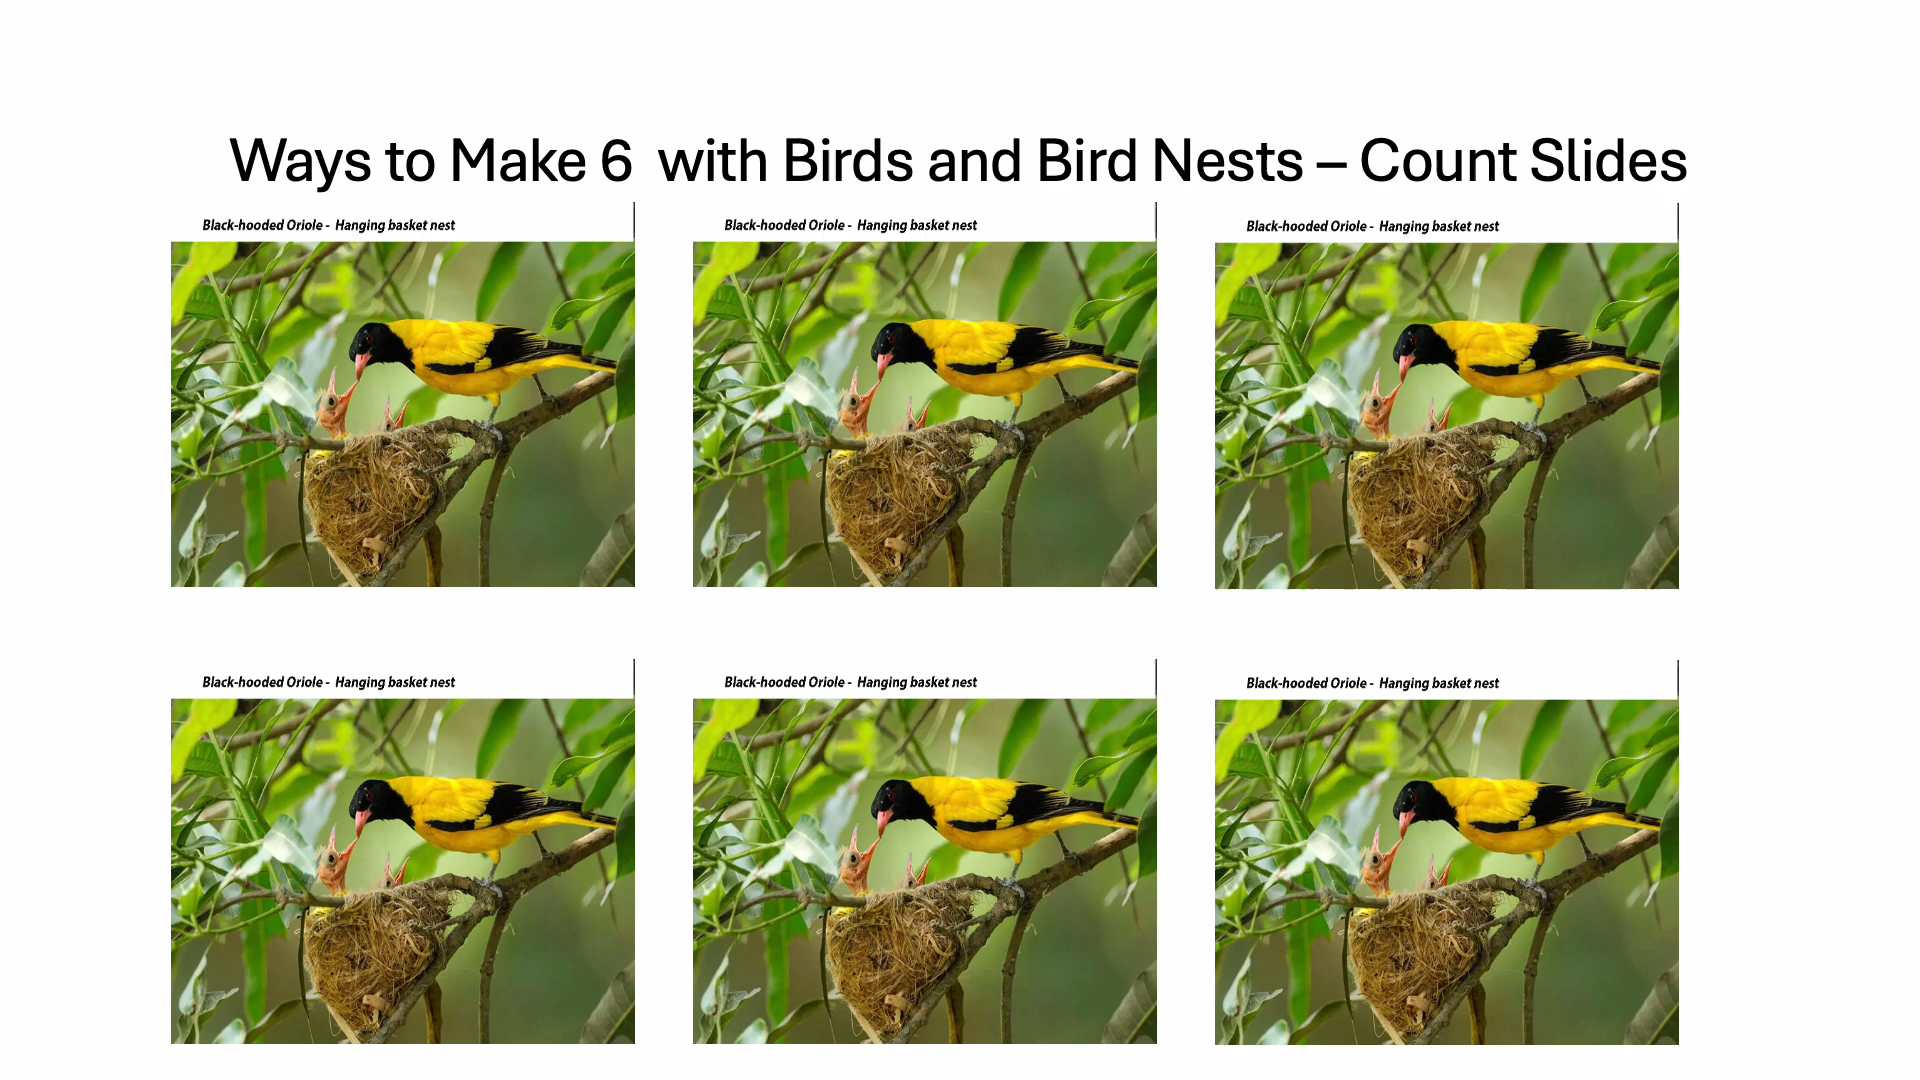 Ways to Make 6  with Birds and Bird Nests – Count Slides
Black-hooded Oriole -  Hanging basket nest
Black-hooded Oriole -  Hanging basket nest
Black-hooded Oriole -  Hanging basket nest
Black-hooded Oriole -  Hanging basket nest
Black-hooded Oriole -  Hanging basket nest
Black-hooded Oriole -  Hanging basket nest